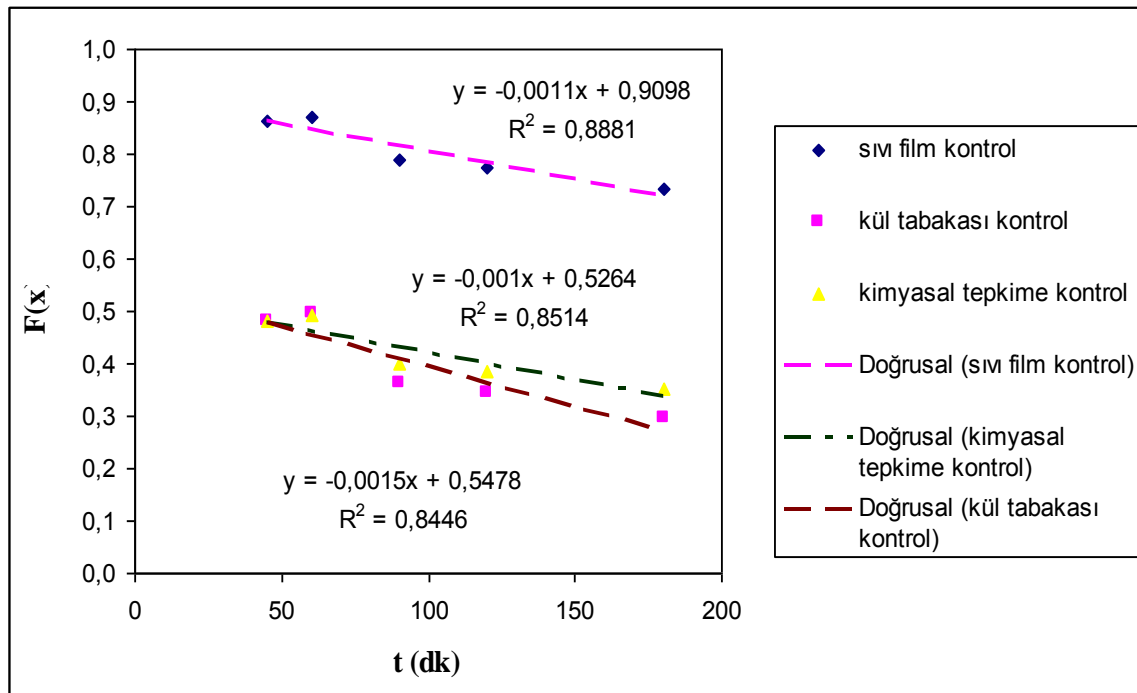 1,0
0,9
0,8
0,7
0,6
0,5
0,4
0,3
0,2
0,1
0,0
F(x)
y = -0,0011x + 0,9098
R² = 0,8881
y = -0,001x + 0,5264
R² = 0,8514
y = -0,0015x + 0,5478
R² = 0,8446
0 50 100 150 200
t (dk)
sıvı film kontrol
kül tabakası kontrol
kimyasal tepkime kontrol
Doğrusal (sıvı film kontrol)
Doğrusal (kimyasal
tepkime kontrol)
Doğrusal (kül tabakası
kontrol)